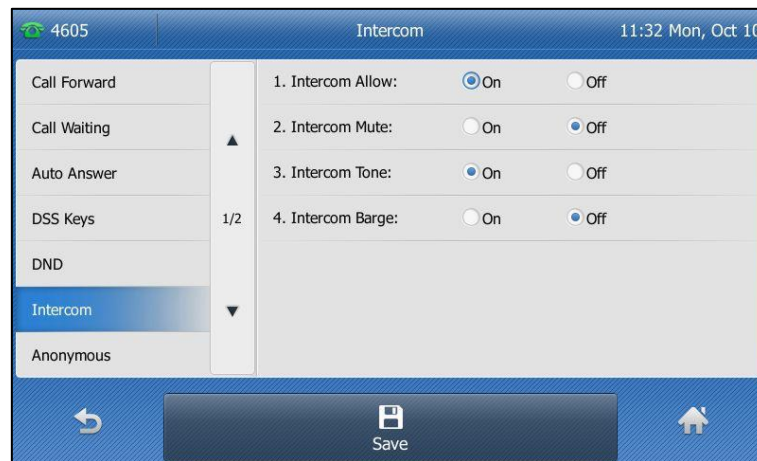 4605 Intercom 11:32 Mon, Oct 10
Call Forward
Call Waiting
Auto Answer
DSS Keys
DND
Intercom
Anonymous
1/2
1. Intercom Allow: On Off
2. Intercom Mute: On Off
3. Intercom Tone: On Off
4. Intercom Barge: On Off
Save